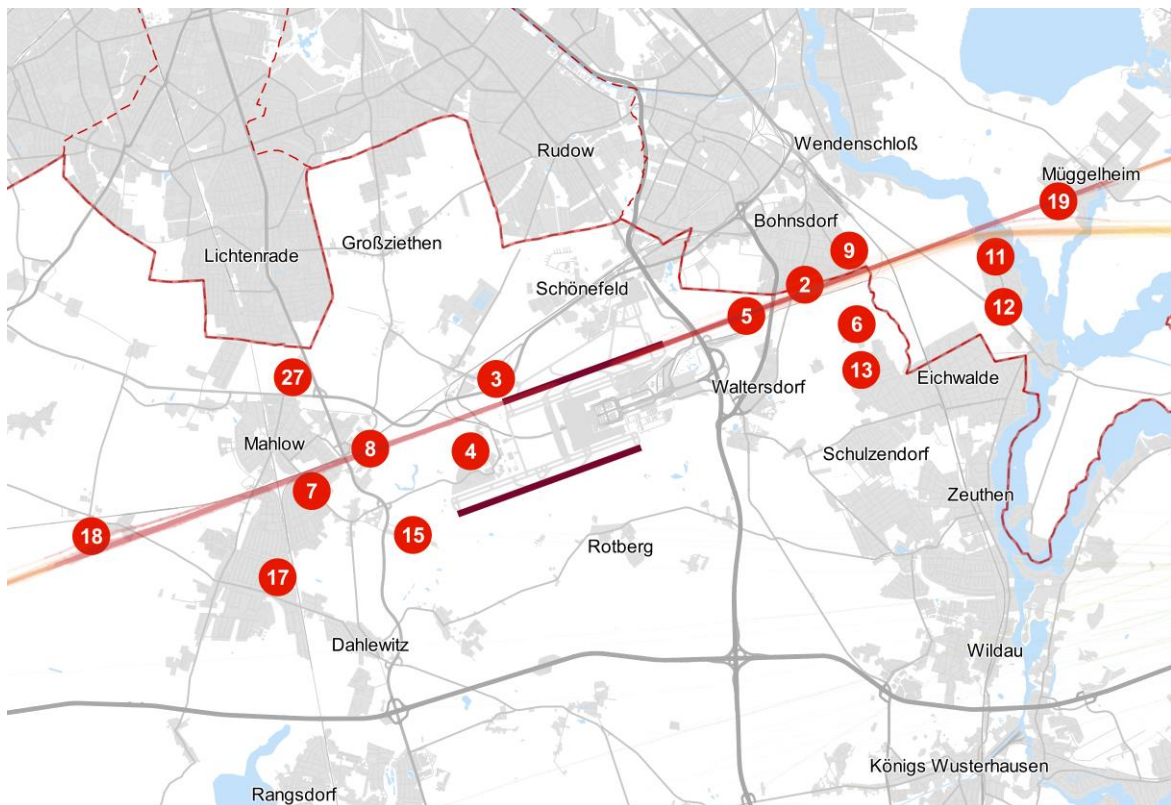 Wendenschloß
Rudow
Müggelheim
19
Bohnsdorf
Großziethen
9
Lichtenrade
11
2
Schönefeld
12
5
6
13
27
3
Eichwalde
Waltersdorf
Mahlow
8
4
Schulzendorf
7
Zeuthen
18
15
Rotberg
17
Dahlewitz
Wildau
Königs Wusterhausen
Rangsdorf